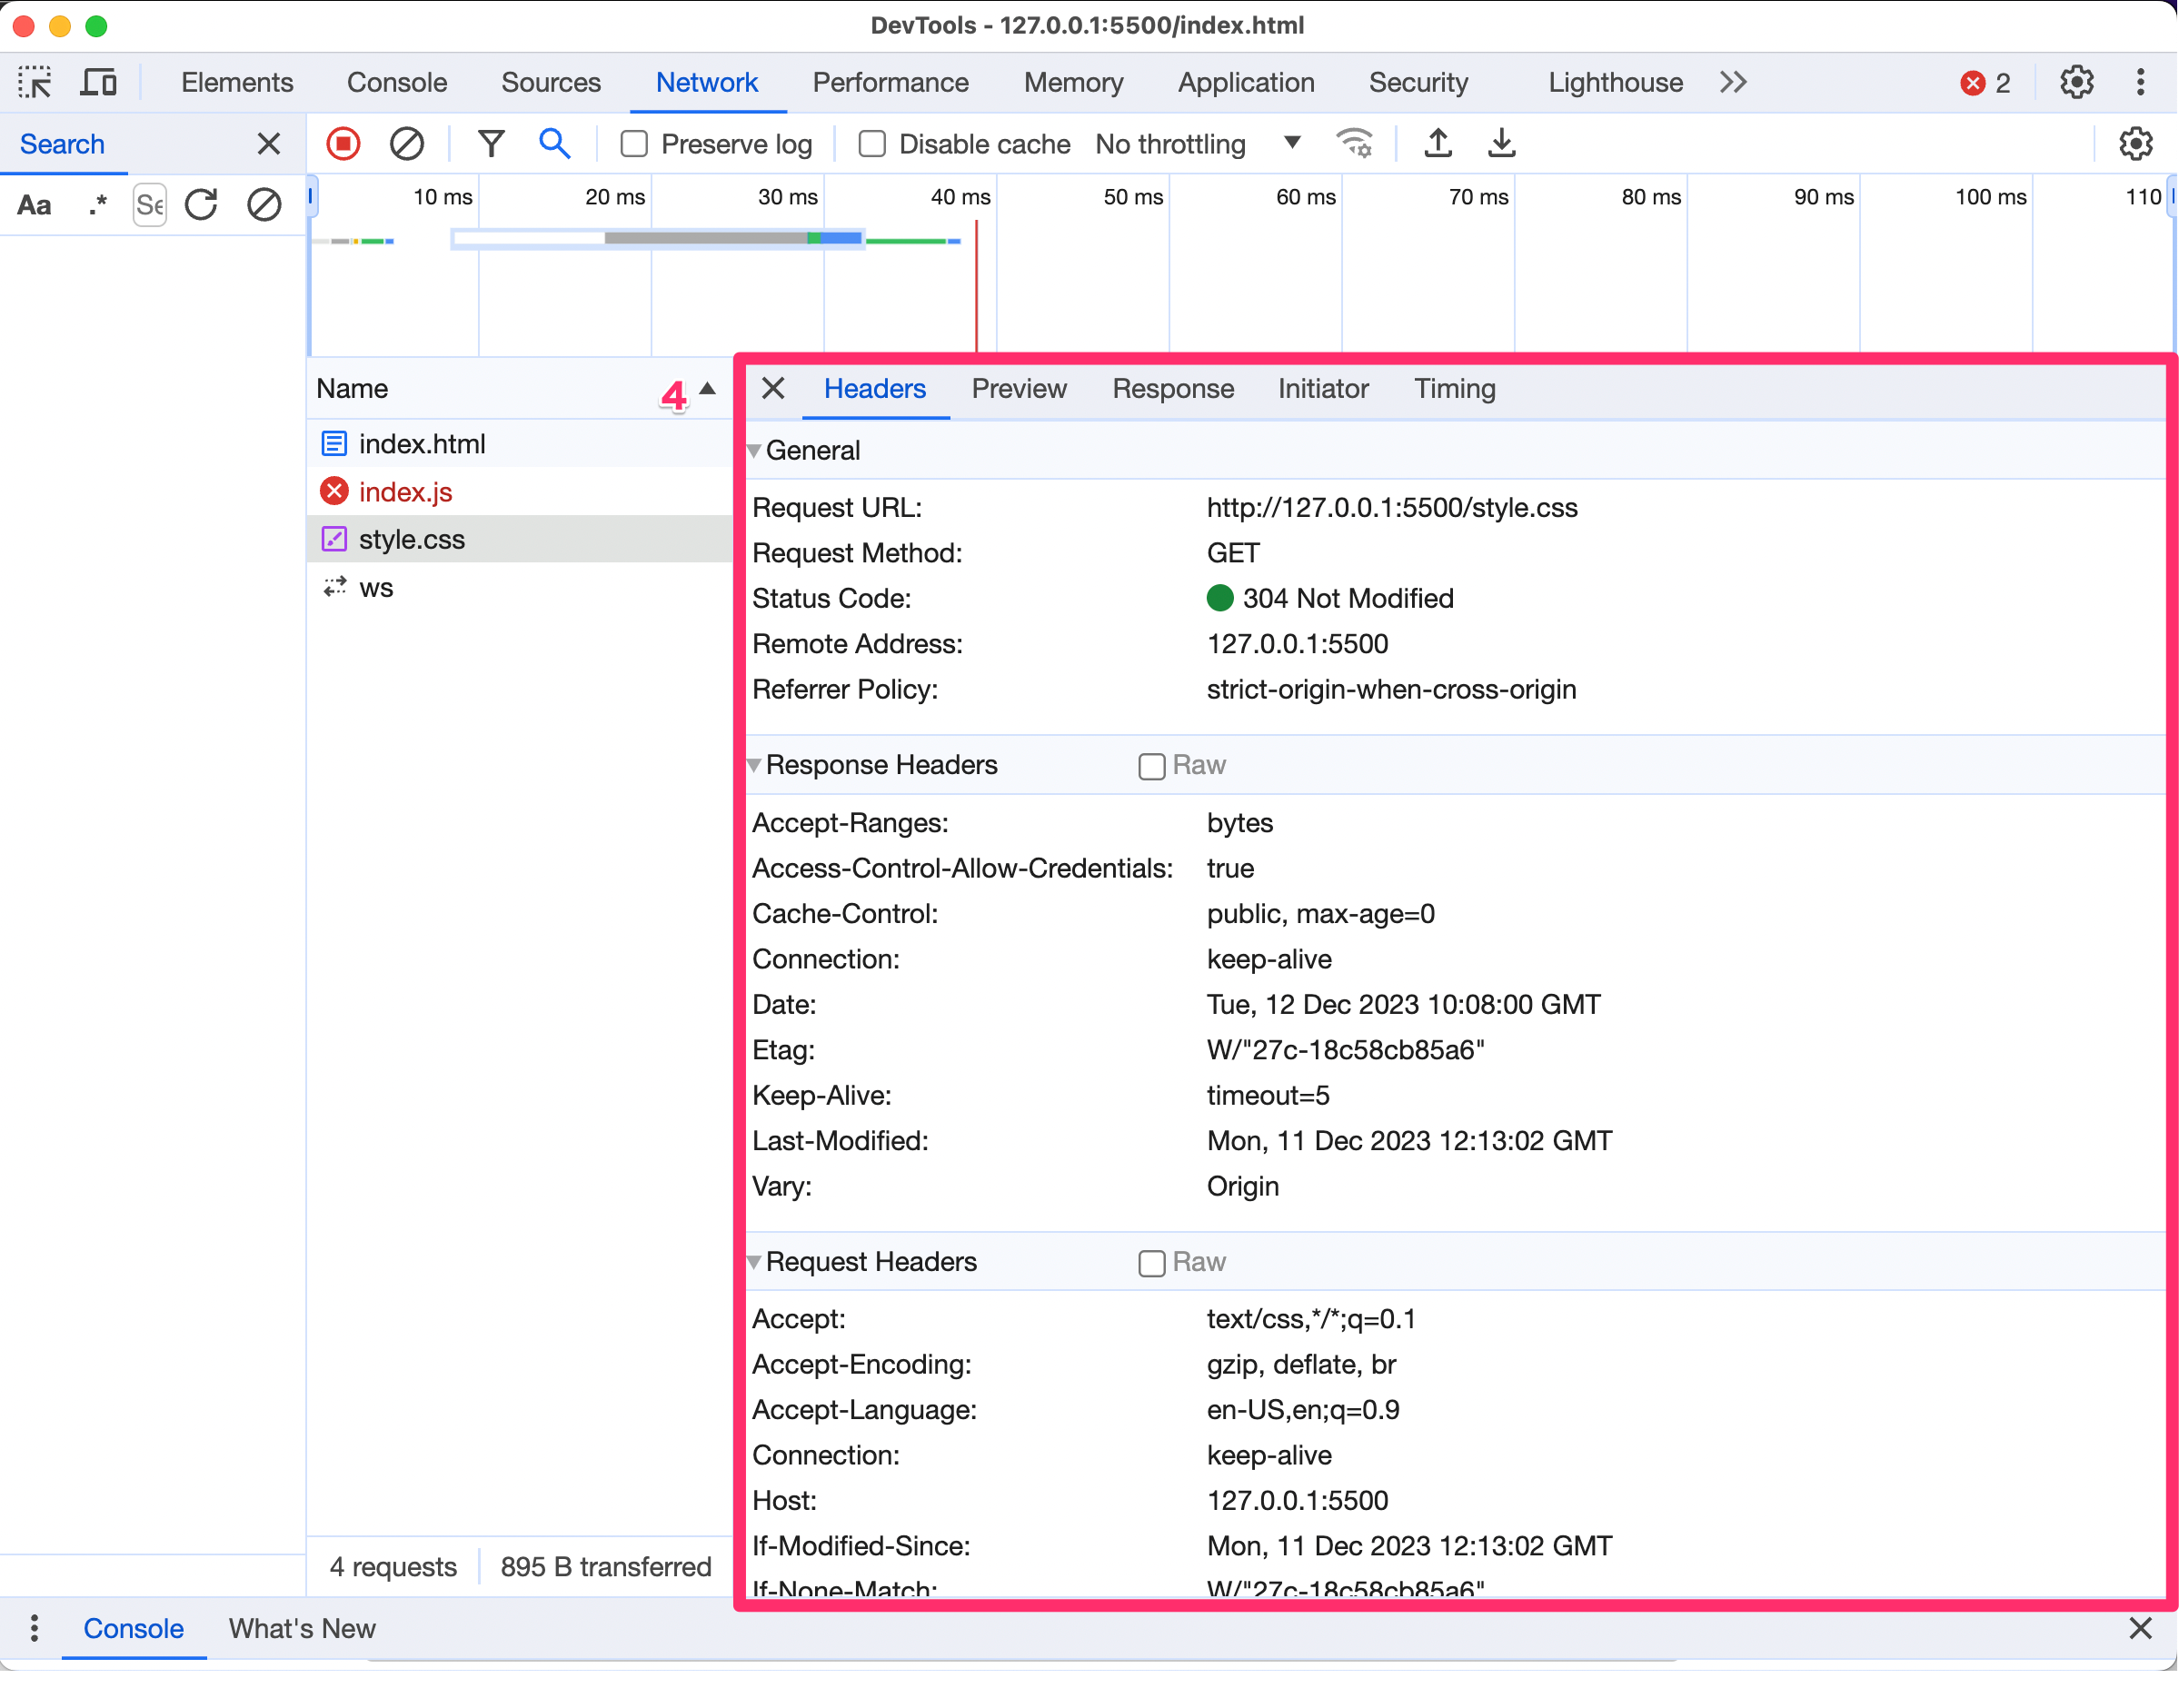 DevTools - 127.0.0.1:5500/index.html
Elements Console Sources Network Performance Memory Application Security Lighthouse 2
Search
Preserve log Disable cache No throttling
Aa .* Se
10 ms 20 ms 30 ms 40 ms 50 ms 60 ms 70 ms 80 ms 90 ms 100 ms 110
Name 4
index.html
index.js
style.css
ws
4 requests 895 B transferred
Headers Preview Response Initiator Timing
General
Request URL: http://127.0.0.1:5500/style.css
Request Method: GET
Status Code: 304 Not Modified
Remote Address: 127.0.0.1:5500
Referrer Policy: strict-origin-when-cross-origin
Response Headers Raw
Accept-Ranges: bytes
Access-Control-Allow-Credentials: true
Cache-Control: public, max-age=0
Connection: keep-alive
Date: Tue, 12 Dec 2023 10:08:00 GMT
Etag: W/"27c-18c58cb85a6"
Keep-Alive: timeout=5
Last-Modified: Mon, 11 Dec 2023 12:13:02 GMT
Vary: Origin
Request Headers Raw
Accept: text/css,*/*;q=0.1
Accept-Encoding: gzip, deflate, br
Accept-Language: en-US,en;q=0.9
Connection: keep-alive
Host: 127.0.0.1:5500
If-Modified-Since: Mon, 11 Dec 2023 12:13:02 GMT
If-None-Match: W/"27c-18c58cb85a6"
Console What's New